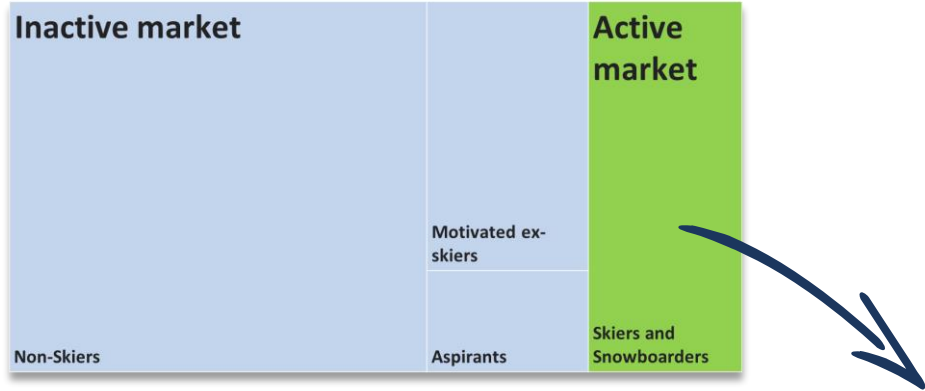 Inactive market
Active
market
Motivated ex-
skiers
Non-Skiers
Aspirants
Skiers and
Snowboarders